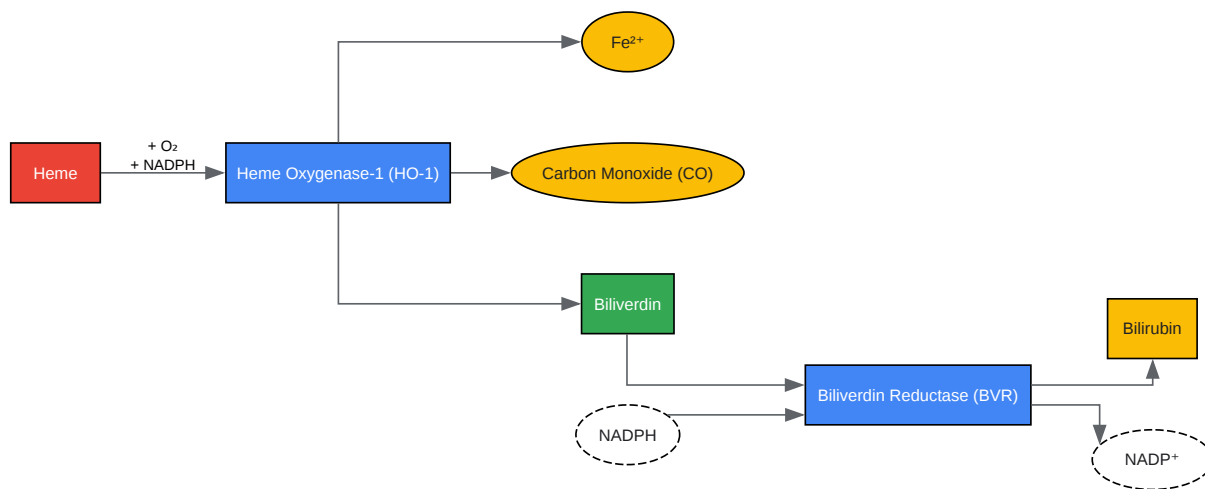 Fe²⁺
+ O₂
+ NADPH
Heme
Heme Oxygenase-1 (HO-1)
Carbon Monoxide (CO)
Biliverdin
Bilirubin
Biliverdin Reductase (BVR)
NADPH
NADP⁺